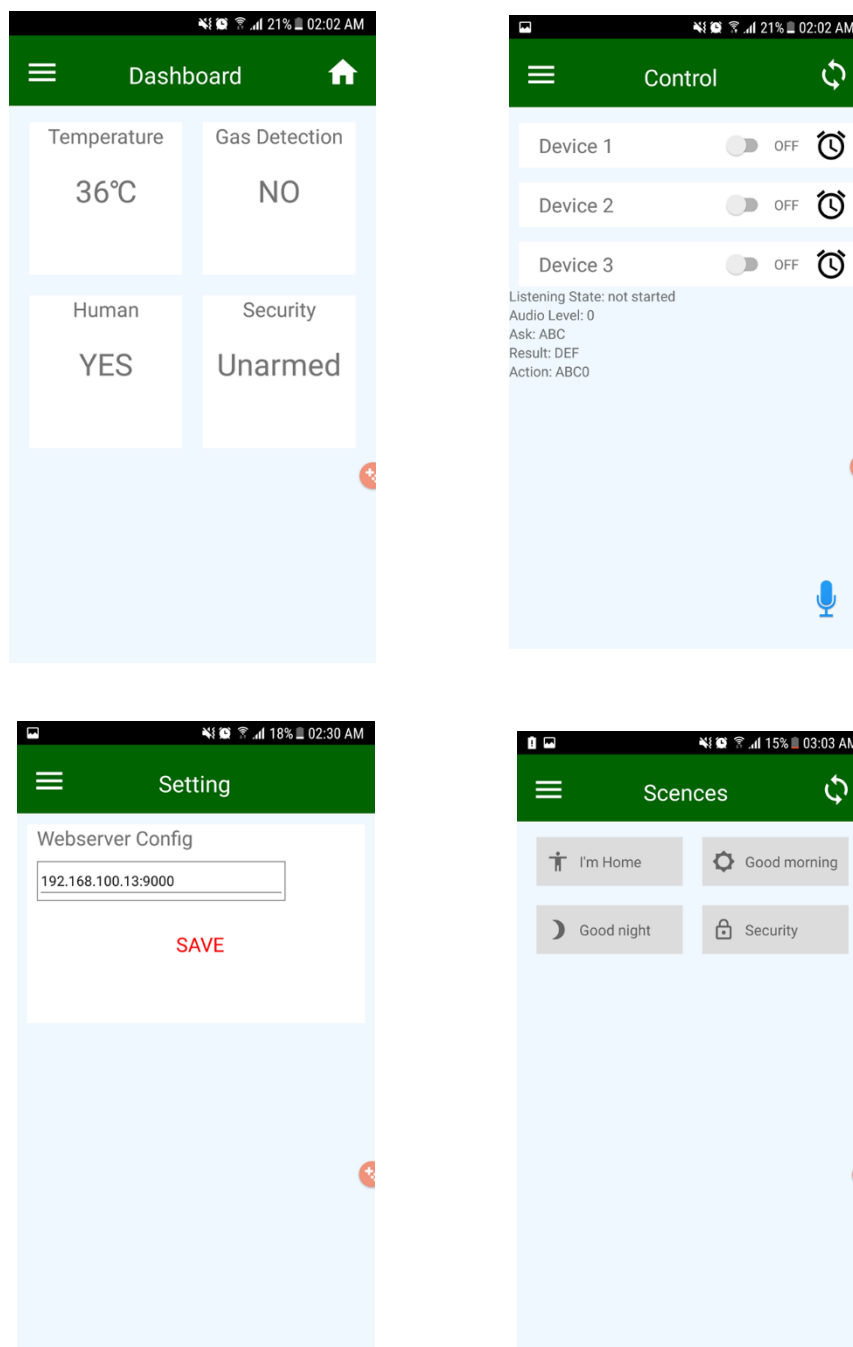 21% 02:02 AM
Dashboard
Temperature
Gas Detection
36°C
NO
Human
Security
YES
Unarmed
21% 02:02 AM
Control
Device 1 OFF
Device 2 OFF
Device 3 OFF
Listening State: not started
Audio Level: 0
Ask: ABC
Result: DEF
Action: ABC0
18% 02:30 AM
Setting
Webserver Config
192.168.100.13:9000
SAVE
15% 03:03 AM
Scences
I'm Home
Good morning
Good night
Security